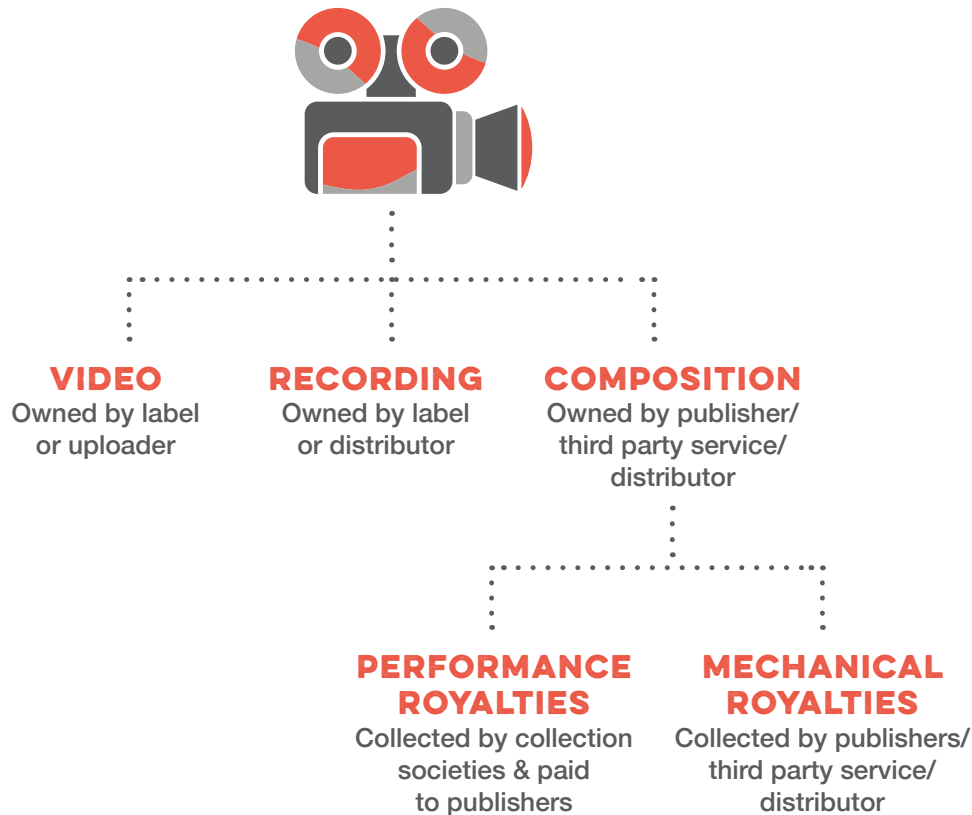 VIDEO
Owned by label
or uploader
RECORDING
Owned by label
or distributor
COMPOSITION
Owned by publisher/
third party service/
distributor
PERFORMANCE
ROYALTIES
Collected by collection
societies & paid
to publishers
MECHANICAL
ROYALTIES
Collected by publishers/
third party service/
distributor